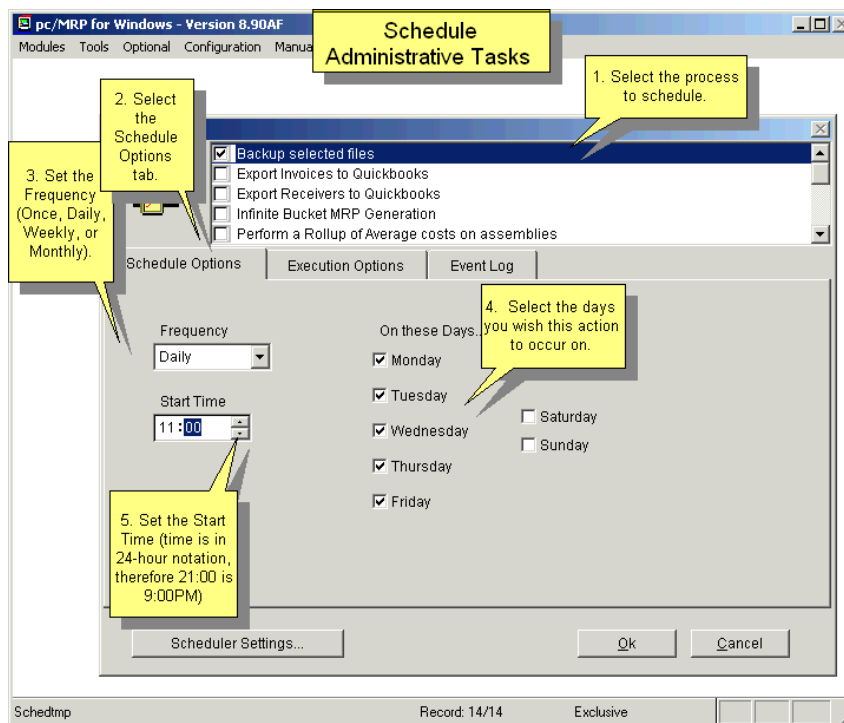 pc/MRP for Windows - Version 8.90AF
Schedule
Administrative Tasks
Modules Tools Optional Configuration Manua
1. Select the process
to schedule.
2. Select
the
Schedule
Options
tab.
Backup selected files
Export Invoices to Quickbooks
Export Receivers to Quickbooks
Infinite Bucket MRP Generation
Perform a Rollup of Average costs on assemblies
3. Set the
Frequency
(Once, Daily,
Weekly, or
Monthly).
Schedule Options
Execution Options
Event Log
4. Select the days
you wish this action
to occur on.
Frequency
Daily
Start Time
11:00
On these Days..
Monday
Tuesday
Wednesday
Thursday
Friday
Saturday
Sunday
5. Set the Start
Time (time is in
24-hour notation,
therefore 21:00 is
9:00PM)
Scheduler Settings...
Ok
Cancel
Schedtmp
Record: 14/14
Exclusive